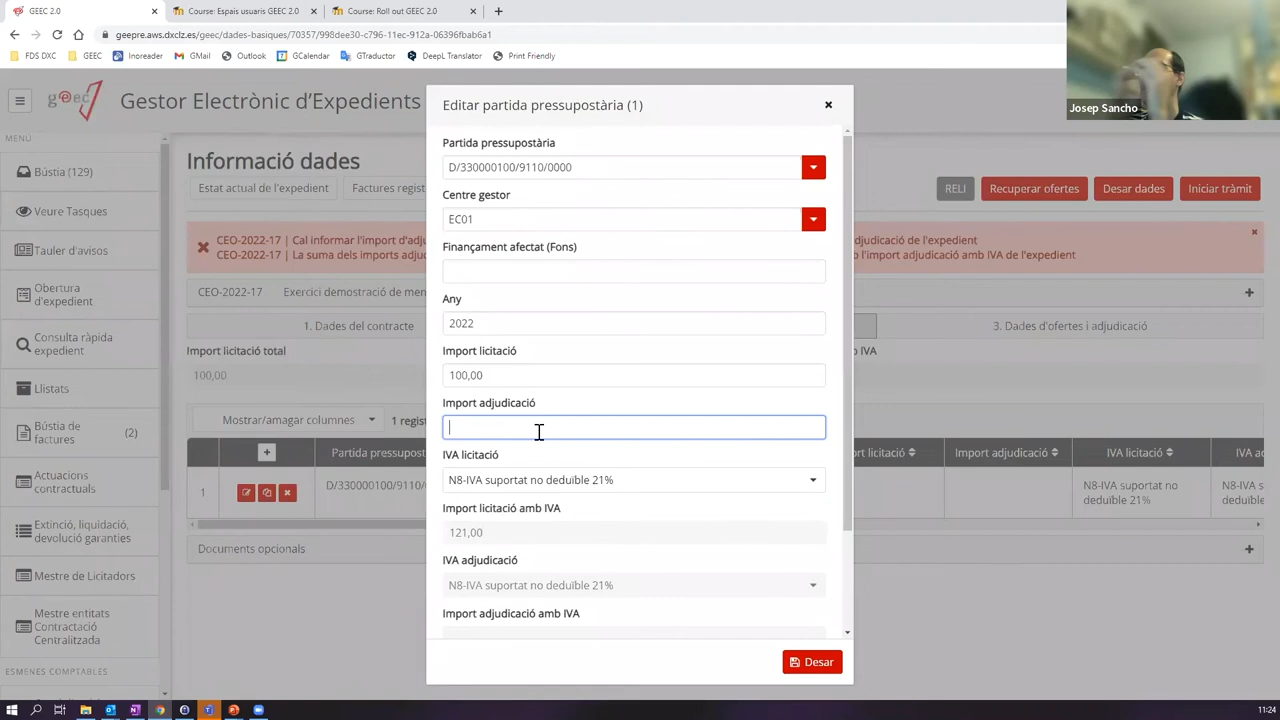 GEEC 2.0
Course: Espais usuaris GEEC 2.0
Course: Roll out GEEC 2.0
geepre.aws.dxclz.es/geec/dades-basiques/70357/998dee30-c796-11ec-912a-06396fbab6a1
FDS DXC
GEEC
Inoreader
GMail
Outlook
GCalendar
GTraductor
DeepL Translator
Print Friendly
Josep Sancho
geec
Gestor Electrònic d'Expedients
MENÚ
Bústia (129)
Veure Tasques
Tauler d'avisos
Obertura
d'expedient
Consulta ràpida
expedient
Llistats
Bústia de
factures
(2)
Actuacions
contractuals
Extinció, liquidació,
devolució garanties
Mestre de Licitadors
Mestre entitats
Contractació
Centralitzada
ESMENES COMPTABLES
Informació dades
Estat actual de l'expedient
Factures regist
RELI
Recuperar ofertes
Desar dades
Iniciar tràmit
CEO-2022-17 | Cal informar l'import d'adju
djudicació de l'expedient
CEO-2022-17 | La suma dels imports adjud
b l'import adjudicació amb IVA de l'expedient
CEO-2022-17
Exercici demostració de men
1. Dades del contracte
3. Dades d'ofertes i adjudicació
Import licitació total
IVA
100,00
Mostrar/amagar columnes
1 regist
Partida pressupost
ort licitació
Import adjudicació
IVA licitació
IVA ad
1
D/330000100/9110/
N8-IVA suportat no
deduïble 21%
N8-IVA s
deduïble
Documents opcionals
Editar partida pressupostària (1)
Partida pressupostària
D/330000100/9110/0000
Centre gestor
EC01
Finançament afectat (Fons)
Any
2022
Import licitació
100,00
Import adjudicació
IVA licitació
N8-IVA suportat no deduïble 21%
Import licitació amb IVA
121,00
IVA adjudicació
N8-IVA suportat no deduïble 21%
Import adjudicació amb IVA
Desar
11:24